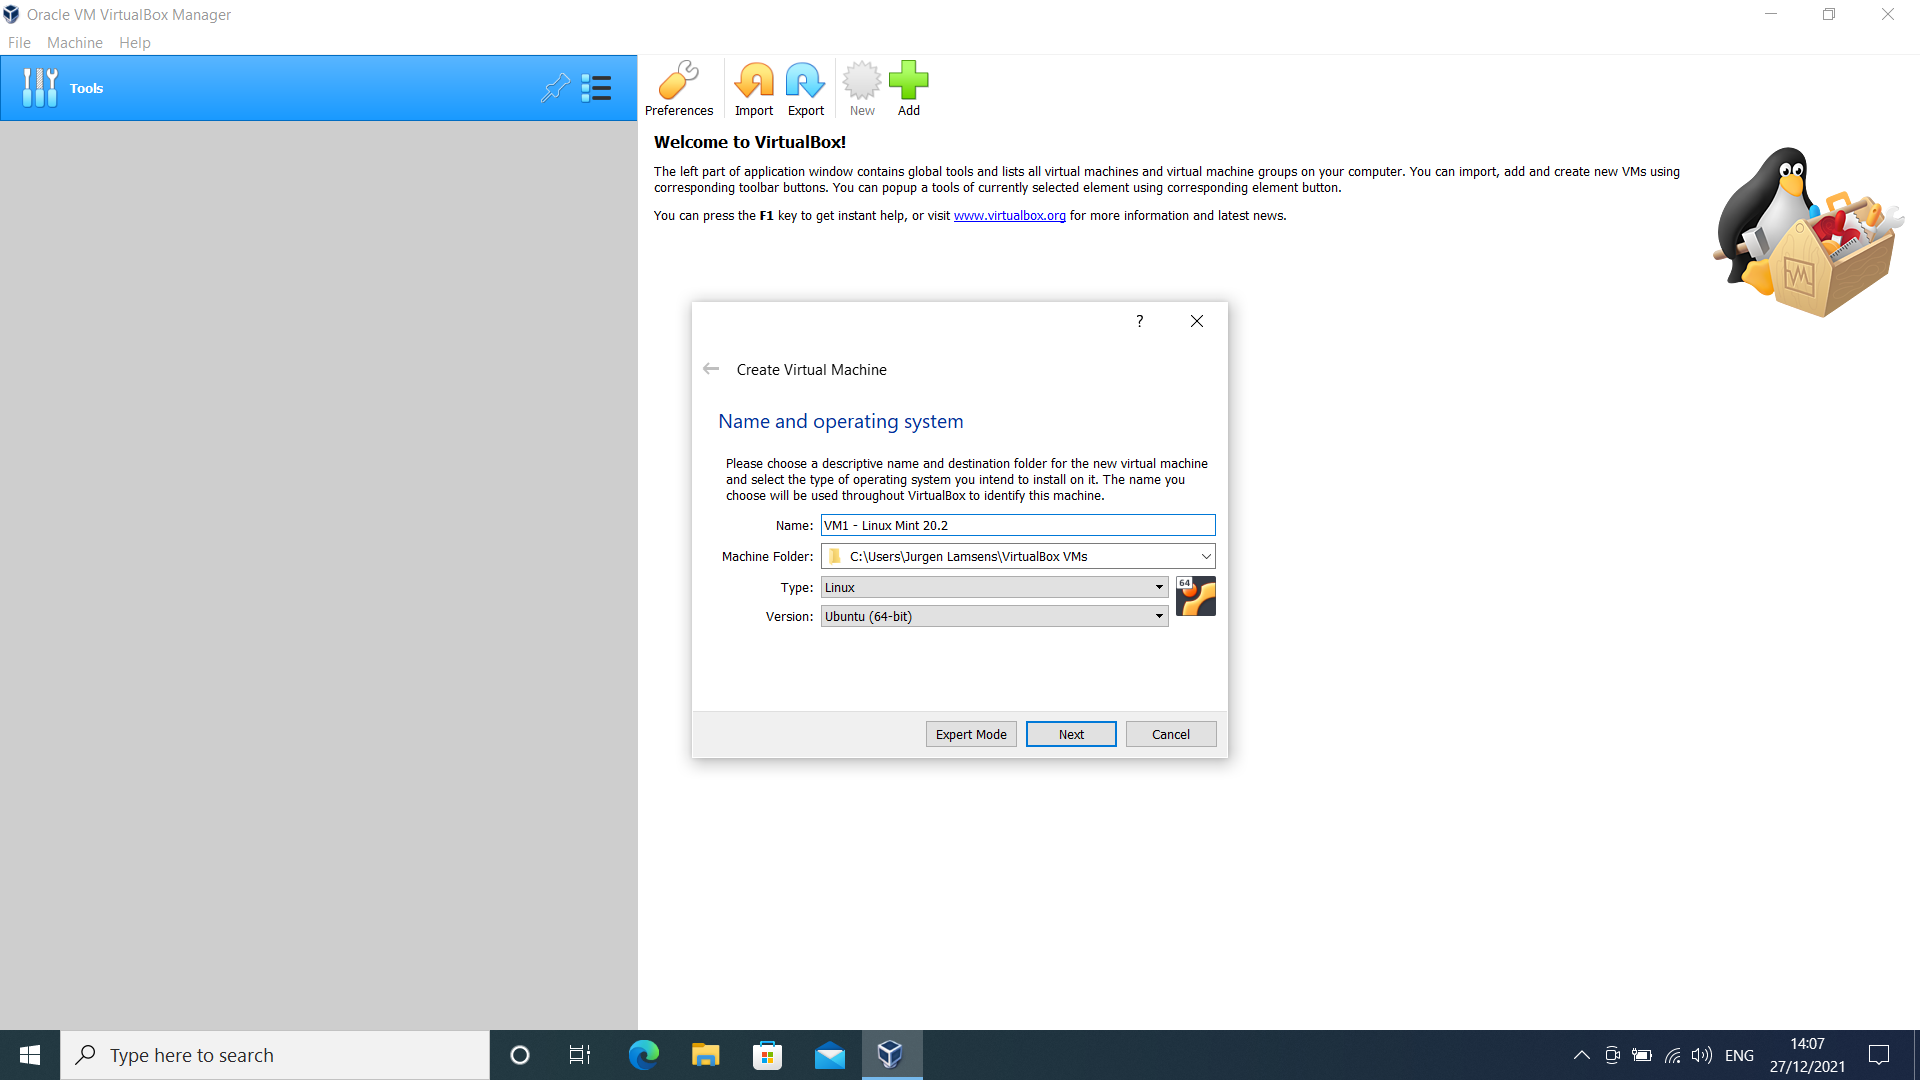 Oracle VM VirtualBox Manager
File Machine Help
Tools
Preferences Import Export New Add
Welcome to VirtualBox!
The left part of application window contains global tools and lists all virtual machines and virtual machine groups on your computer. You can import, add and create new VMs using
corresponding toolbar buttons. You can popup a tools of currently selected element using corresponding element button.
You can press the F1 key to get instant help, or visit www.virtualbox.org for more information and latest news.
?
Create Virtual Machine
Name and operating system
Please choose a descriptive name and destination folder for the new virtual machine
and select the type of operating system you intend to install on it. The name you
choose will be used throughout VirtualBox to identify this machine.
Name: VM1 - Linux Mint 20.2
Machine Folder: C:\Users\Jurgen Lamsens\VirtualBox VMs
Type: Linux
64
Version: Ubuntu (64-bit)
Expert Mode Next Cancel
Type here to search
ENG
14:07
27/12/2021